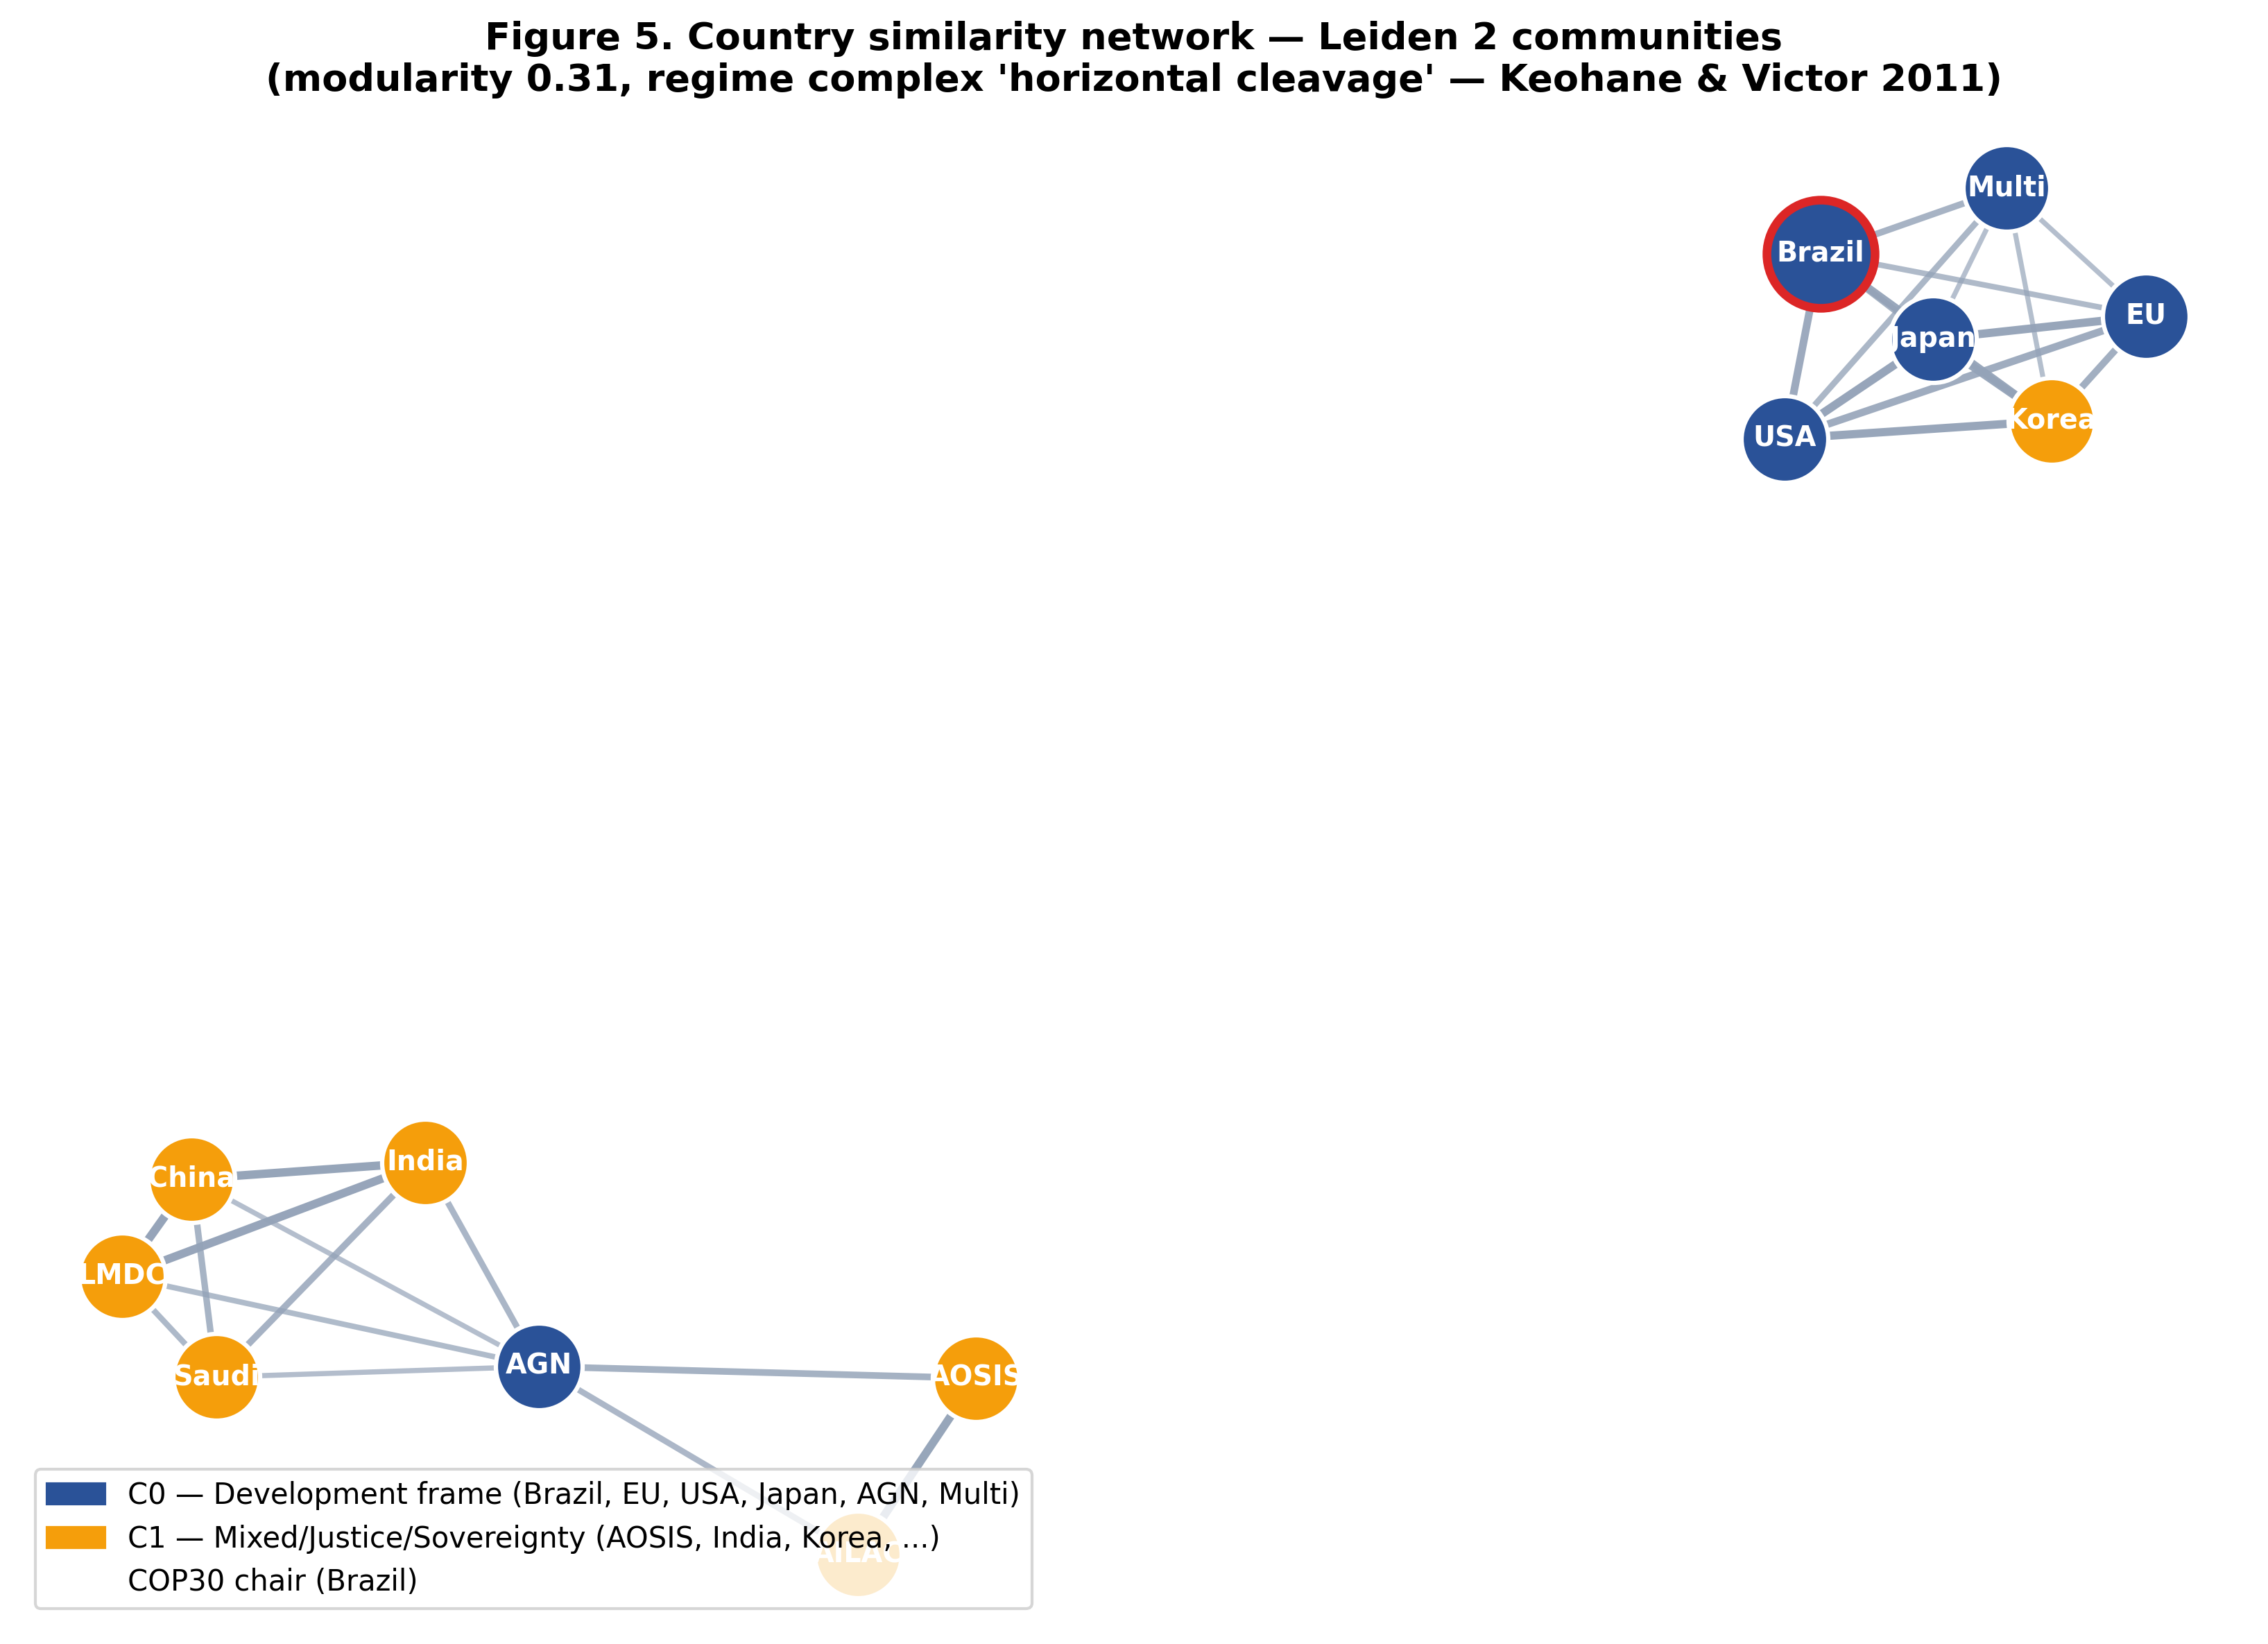 Figure 5. Country similarity network — Leiden 2 communities
(modularity 0.31, regime complex 'horizontal cleavage' — Keohane & Victor 2011)
Multi
Brazil
EU
Japan
Korea
USA
India
China
LMDC
AGN
Saudi
AOSIS
C0 — Development frame (Brazil, EU, USA, Japan, AGN, Multi)
C1 — Mixed/Justice/Sovereignty (AOSIS, India, Korea, ...)
AILAC
COP30 chair (Brazil)